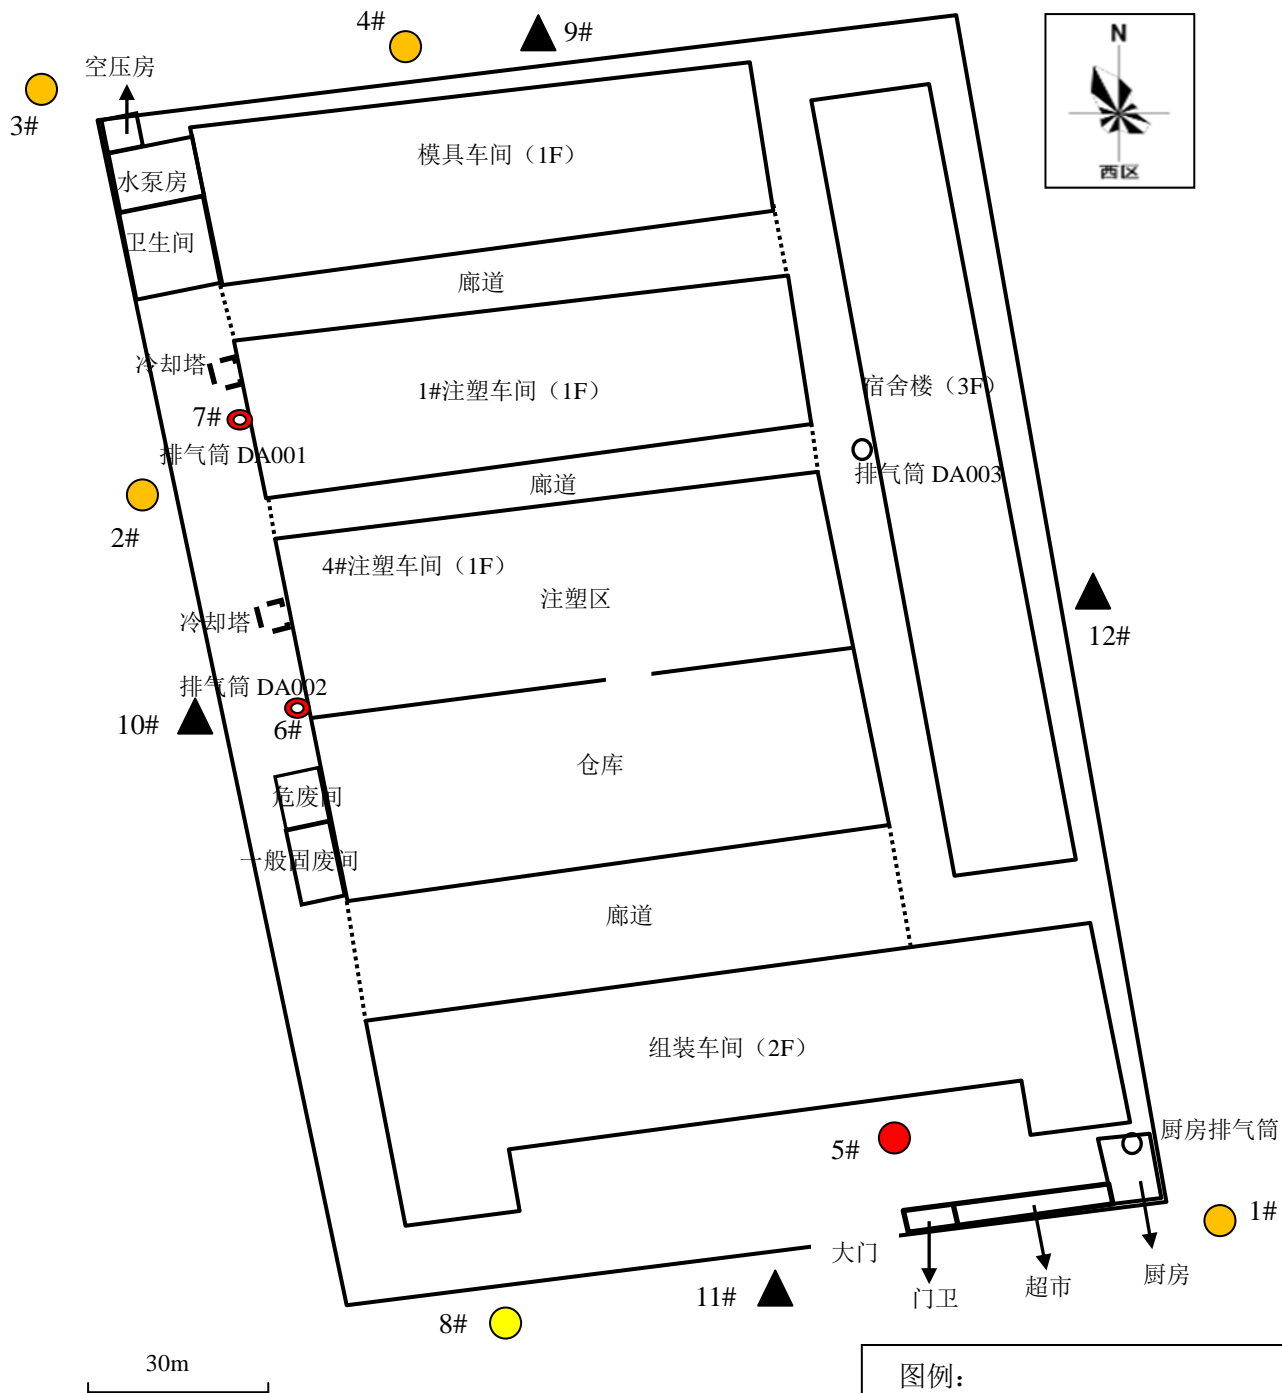 4#
9#
N
空压房
3#
模具车间（1F）
西区
水泵房
卫生间
廊道
冷却塔
1#注塑车间（1F）
宿舍楼（3F）
7#
排气筒 DA001
排气筒 DA003
廊道
2#
4#注塑车间（1F）
注塑区
冷却塔
12#
排气筒 DA002
10#
6#
仓库
危废间
一般固废间
廊道
组装车间（2F）
5#
厨房排气筒
1#
大门
厨房
超市
门卫
11#
8#
30m
图例：